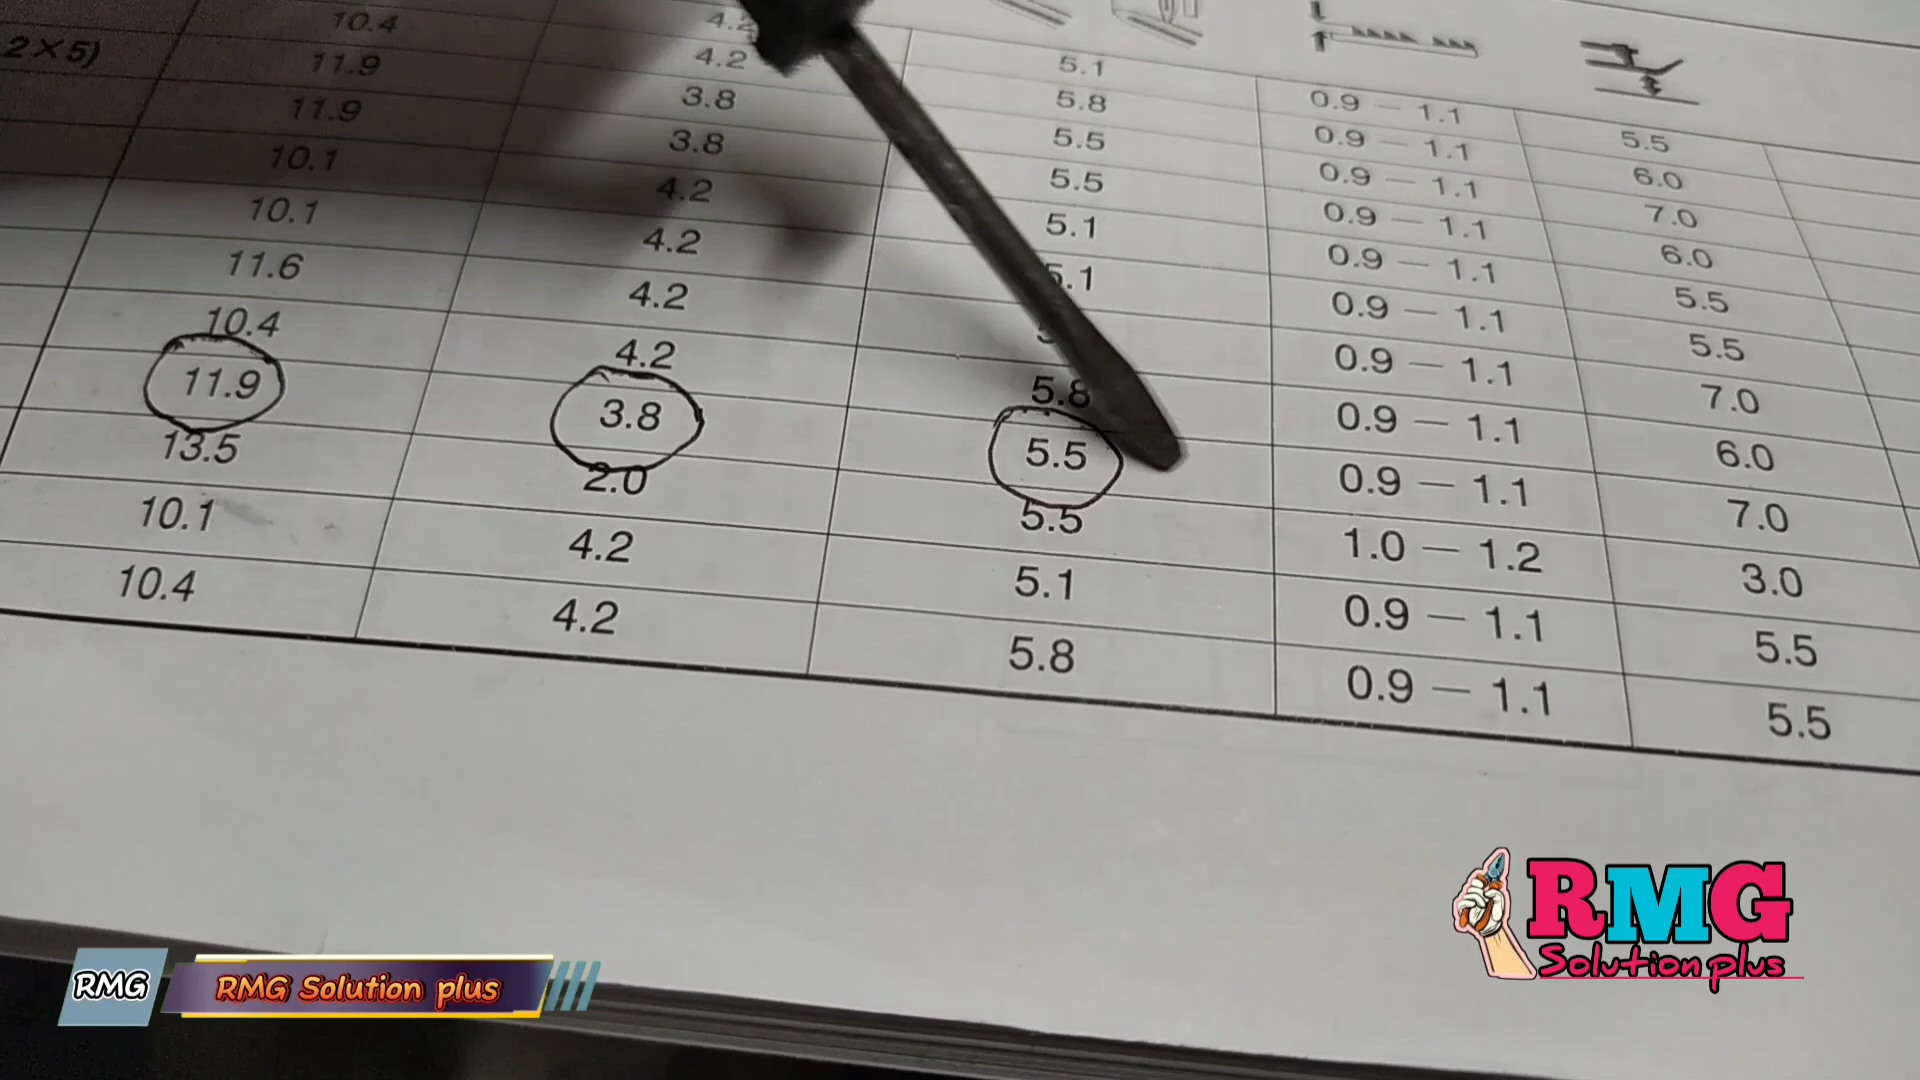 5.1 0.9 — 1.1 5.5
10.4 4.2 5.8 0.9 — 1.1 6.0
2×5) 11.9 3.8 5.5 0.9 — 1.1 7.0
11.9 3.8 5.5 0.9 — 1.1 6.0
10.1 4.2 5.1 0.9 — 1.1 5.5
10.1 4.2 5.1 0.9 — 1.1 5.5
11.6 4.2 0.9 — 1.1 7.0
10.4 4.2 5.8 0.9 — 1.1 6.0
11.9 3.8 5.5 0.9 — 1.1 7.0
13.5 2.0 5.5 1.0 — 1.2 3.0
10.1 4.2 5.1 0.9 — 1.1 5.5
10.4 4.2 5.8 0.9 — 1.1 5.5
RMG
Solution plus
RMG RMG Solution plus